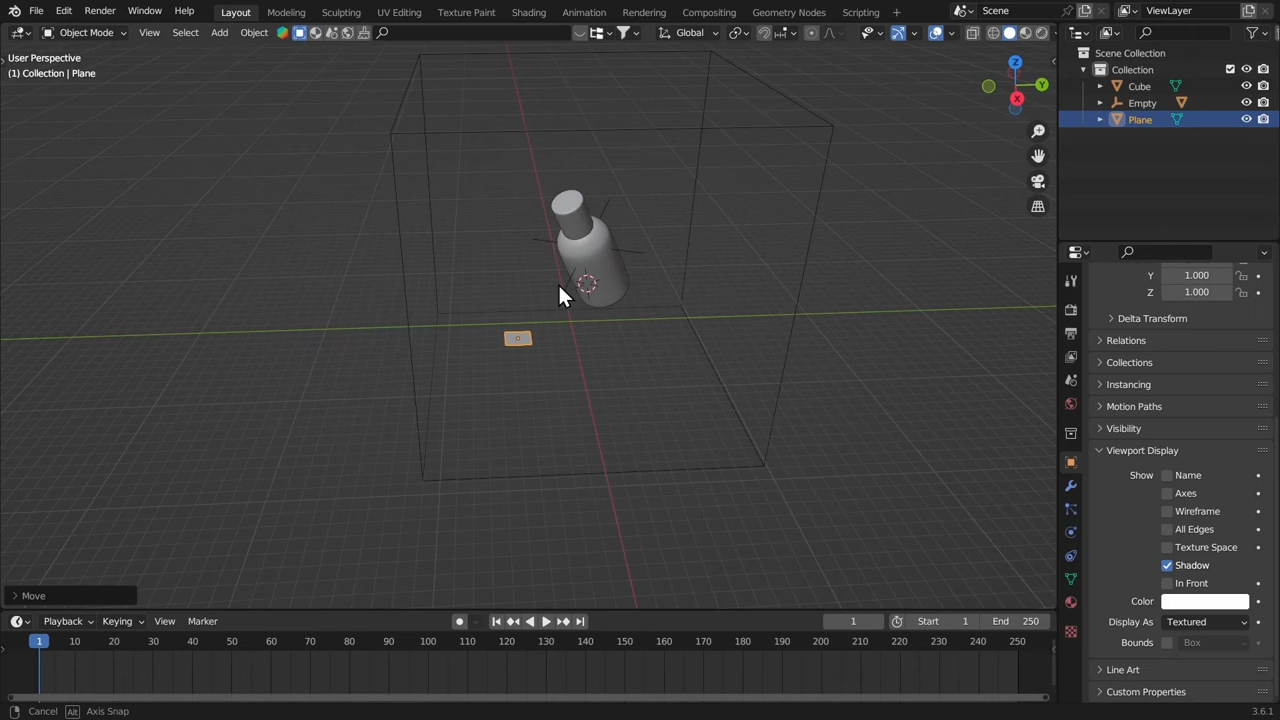 File Edit Render Window Help Layout Modeling Sculpting UV Editing Texture Paint Shading Animation Rendering Compositing Geometry Nodes Scripting Scene ViewLayer
Object Mode View Select Add Object Global
User Perspective
(1) Collection | Plane
Z
Y
X
Scene Collection
Collection
Cube
Empty
Plane
Y 1.000
Z 1.000
Delta Transform
Relations
Collections
Instancing
Motion Paths
Visibility
Viewport Display
Show Name
Axes
Wireframe
All Edges
Texture Space
Shadow
In Front
Color
Display As Textured
Bounds Box
Line Art
Custom Properties
Move
Playback Keying View Marker 1 Start 1 End 250
1 10 20 30 40 50 60 70 80 90 100 110 120 130 140 150 160 170 180 190 200 210 220 230 240 250
Cancel Alt Axis Snap 3.6.1